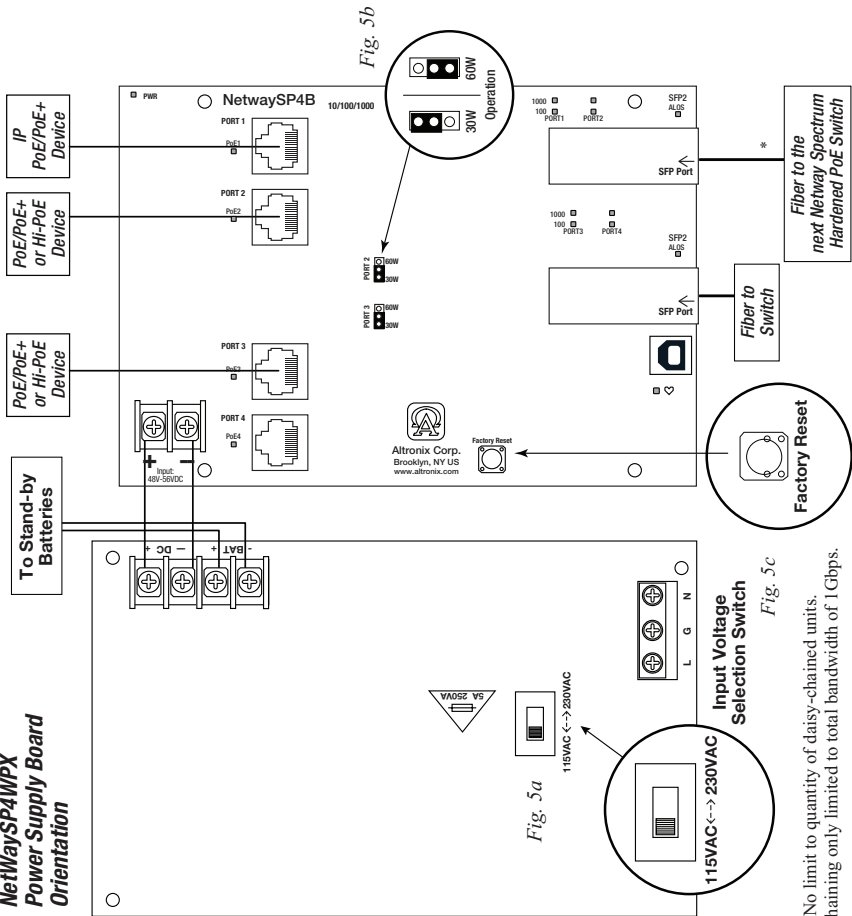 NetWaySP4WPX
Power Supply Board
Orientation
To Stand-by
Batteries
PoE/PoE+
or Hi-PoE
Device
PoE/PoE+
or Hi-PoE
Device
IP
PoE/PoE+
Device
+ DC –
+ BAT -
+
–
Input:
48V-56VDC
PWR
NetwaySP4B
10/100/1000
PORT 1
PoE1
PORT 2
PoE2
PORT 3
PoE3
PORT 4
PoE4
PORT 2
60W
30W
PORT 3
60W
30W
Fig. 5b
30W
60W
Operation
1000
100
PORT1
PORT2
SFP2
ALOS
SFP Port
1000
100
PORT3
PORT4
SFP2
ALOS
SFP Port
*
Fiber to the
next Netway Spectrum
Hardened PoE Switch
Fiber to
Switch
Altronix Corp.
Brooklyn, NY US
www.altronix.com
Factory Reset
Factory Reset
Fig. 5c
5A 250VA
115VAC <--> 230VAC
Fig. 5a
115VAC <--> 230VAC
L G N
Input Voltage
Selection Switch
No limit to quantity of daisy-chained units.
haining only limited to total bandwidth of 1Gbps.